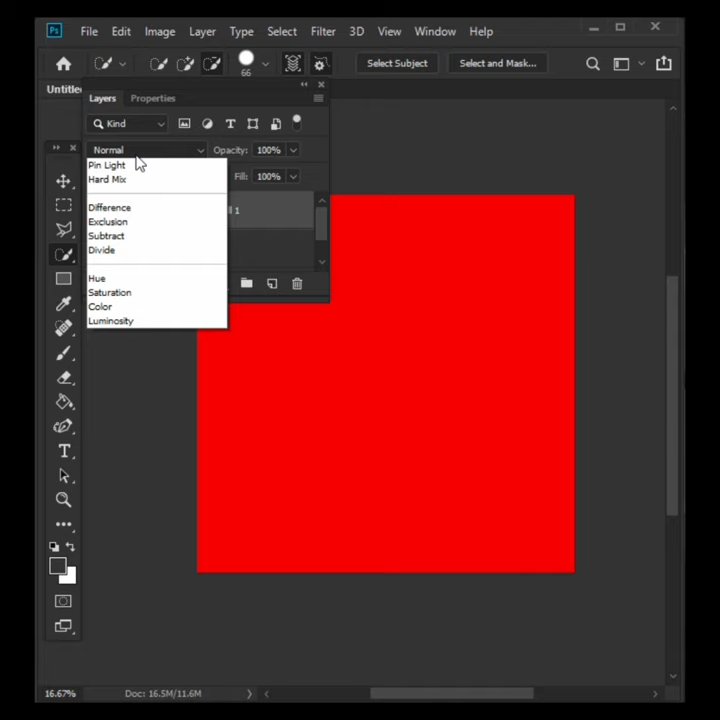 Ps File Edit Image Layer Type Select Filter 3D View Window Help
66 Select Subject Select and Mask...
Untitle
Layers Properties
Kind
Normal Opacity: 100%
Pin Light
Hard Mix Fill: 100%
Difference 1
Exclusion
Subtract
Divide
Hue
Saturation
Color
Luminosity
16.67% Doc: 16.5M/11.6M